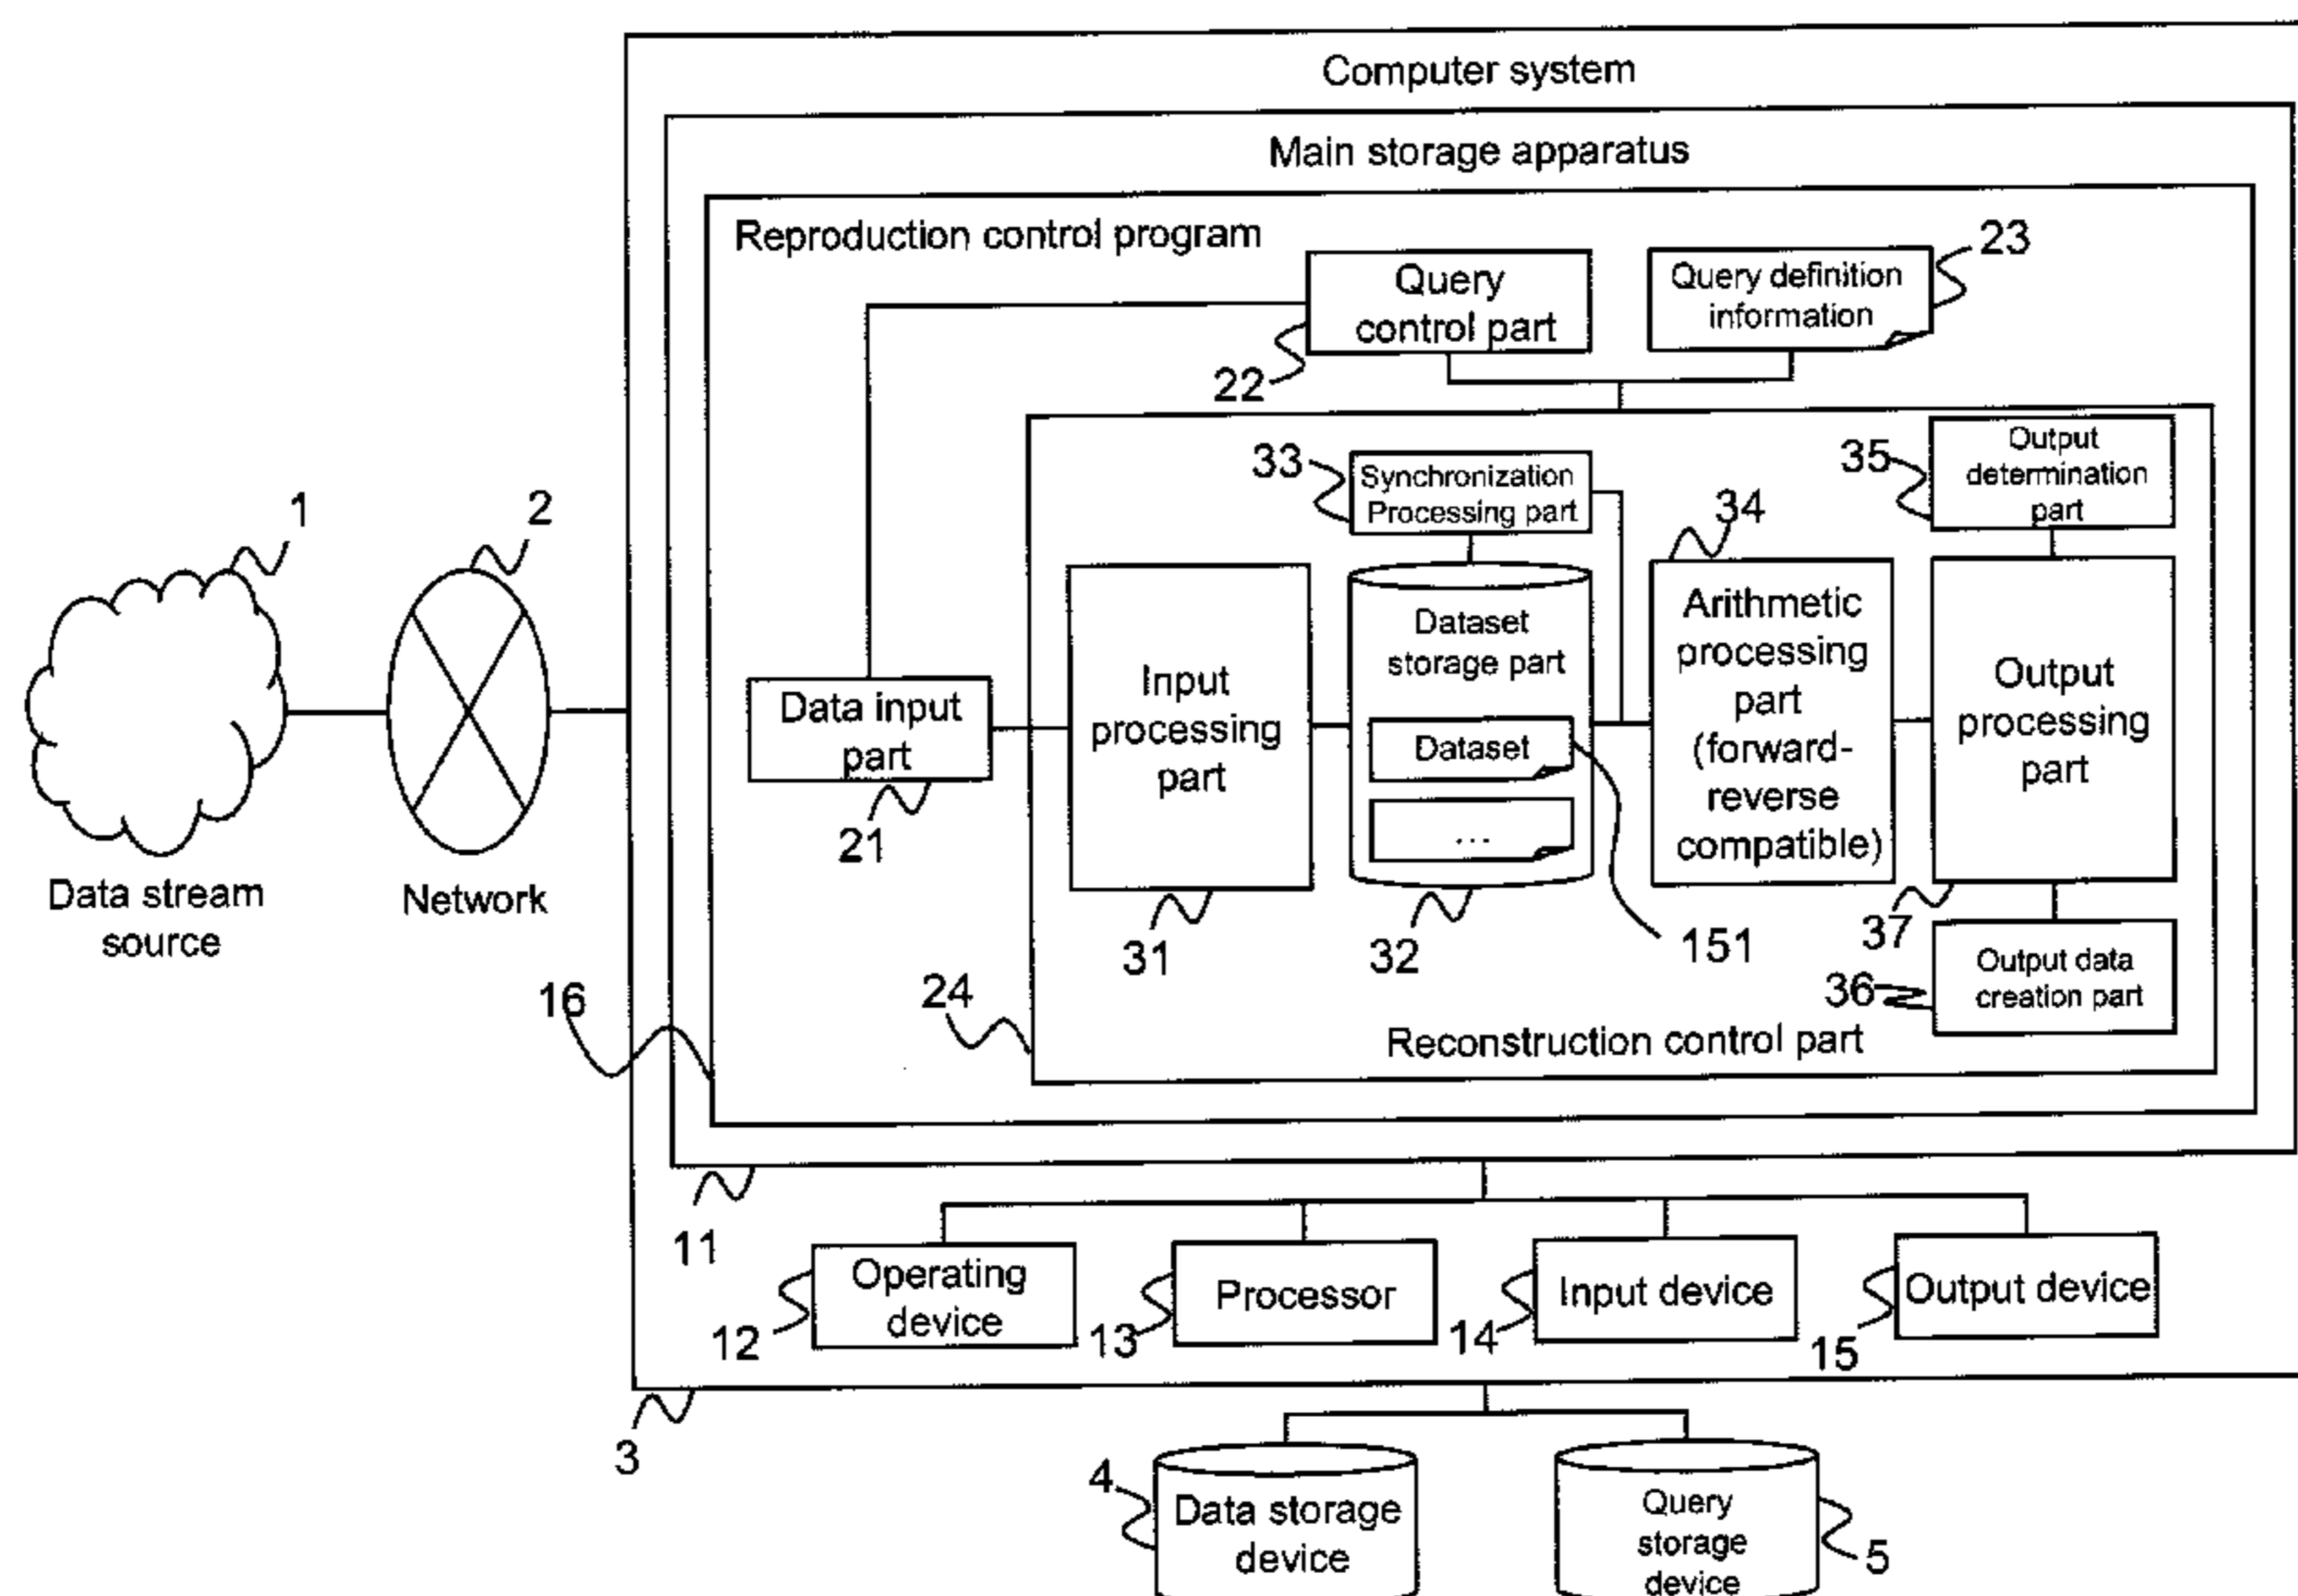 Computer system
Main storage apparatus
Reproduction control program
Query
control part
22
Query definition
information
23
33
Synchronization
Processing part
34
35
Output
determination
part
1
2
Data stream
source
Network
Data input
part
21
Input
processing
part
31
Dataset
storage part
Dataset
...
32
151
Arithmetic
processing
part
(forward-
reverse
compatible)
Output
processing
part
37
36
Output data
creation part
16
24
Reconstruction control part
11
Operating
device
12
Processor
13
Input device
14
Output device
15
3
4
Data storage
device
Query
storage
device
5